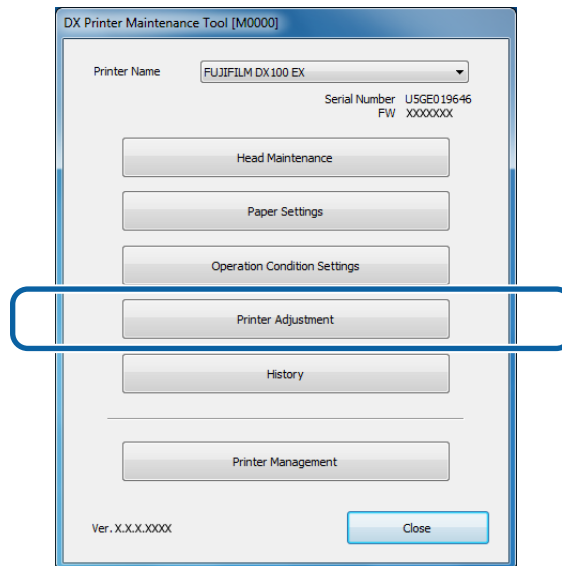 DX Printer Maintenance Tool [M0000]
Printer Name FUJIFILM DX100 EX
Serial Number U5GE019646
FW XXXXXXX
Head Maintenance
Paper Settings
Operation Condition Settings
Printer Adjustment
History
Printer Management
Ver. X.X.X.XXXX Close